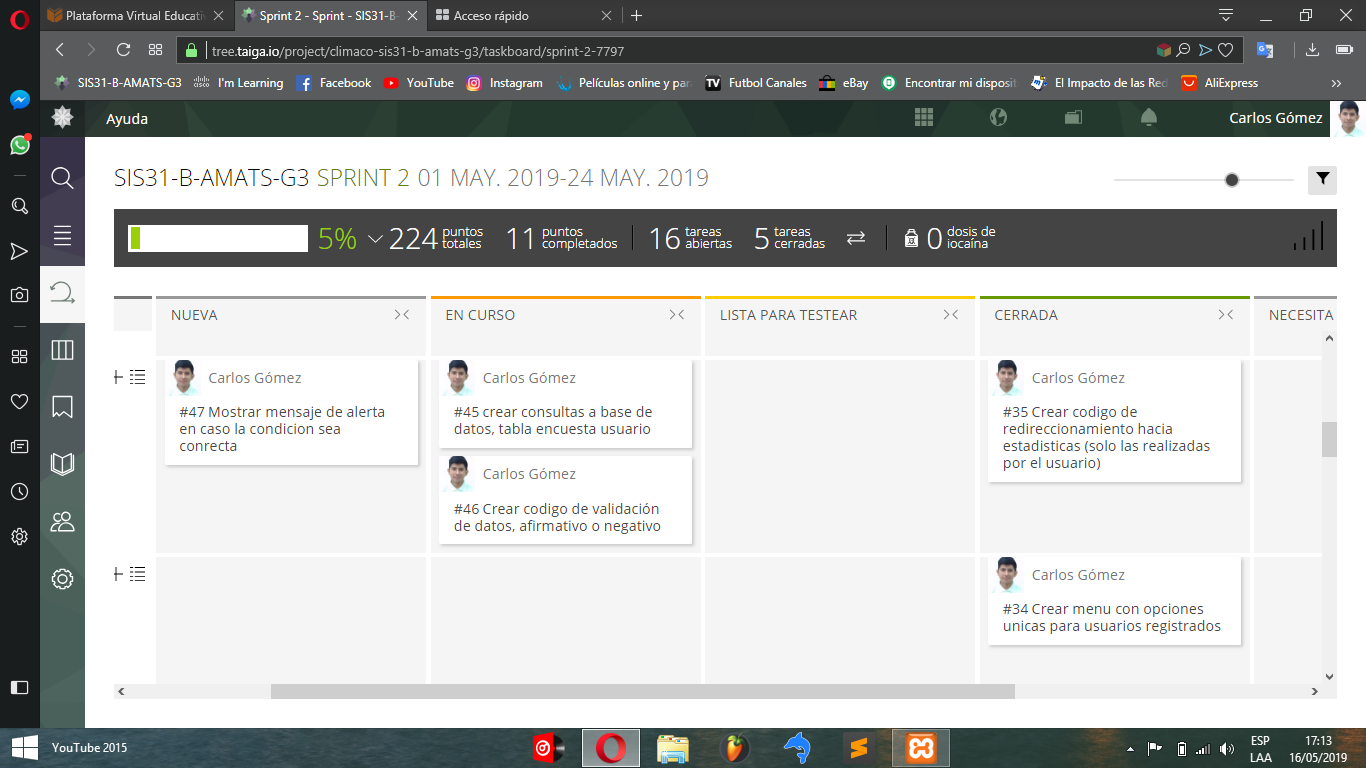 Plataforma Virtual Educativ
Sprint 2 - Sprint - SIS31-B-
Acceso rápido
tree.taiga.io/project/climaco-sis31-b-amats-g3/taskboard/sprint-2-7797
SIS31-B-AMATS-G3
I'm Learning
Facebook
YouTube
Instagram
Películas online y par
Futbol Canales
eBay
Encontrar mi disposit
El Impacto de las Red
AliExpress
Ayuda
Carlos Gómez
SIS31-B-AMATS-G3 SPRINT 2 01 MAY. 2019-24 MAY. 2019
5%
224 puntos totales
11 puntos completados
16 tareas abiertas
5 tareas cerradas
0 dosis de iocaína
NUEVA
EN CURSO
LISTA PARA TESTEAR
CERRADA
NECESITA
Carlos Gómez
#47 Mostrar mensaje de alerta
en caso la condicion sea
conrrecta
Carlos Gómez
#45 crear consultas a base de
datos, tabla encuesta usuario
Carlos Gómez
#46 Crear codigo de validación
de datos, afirmativo o negativo
Carlos Gómez
#35 Crear codigo de
redireccionamiento hacia
estadisticas (solo las realizadas
por el usuario)
Carlos Gómez
#34 Crear menu con opciones
unicas para usuarios registrados
YouTube 2015
ESP
LAA
17:13
16/05/2019